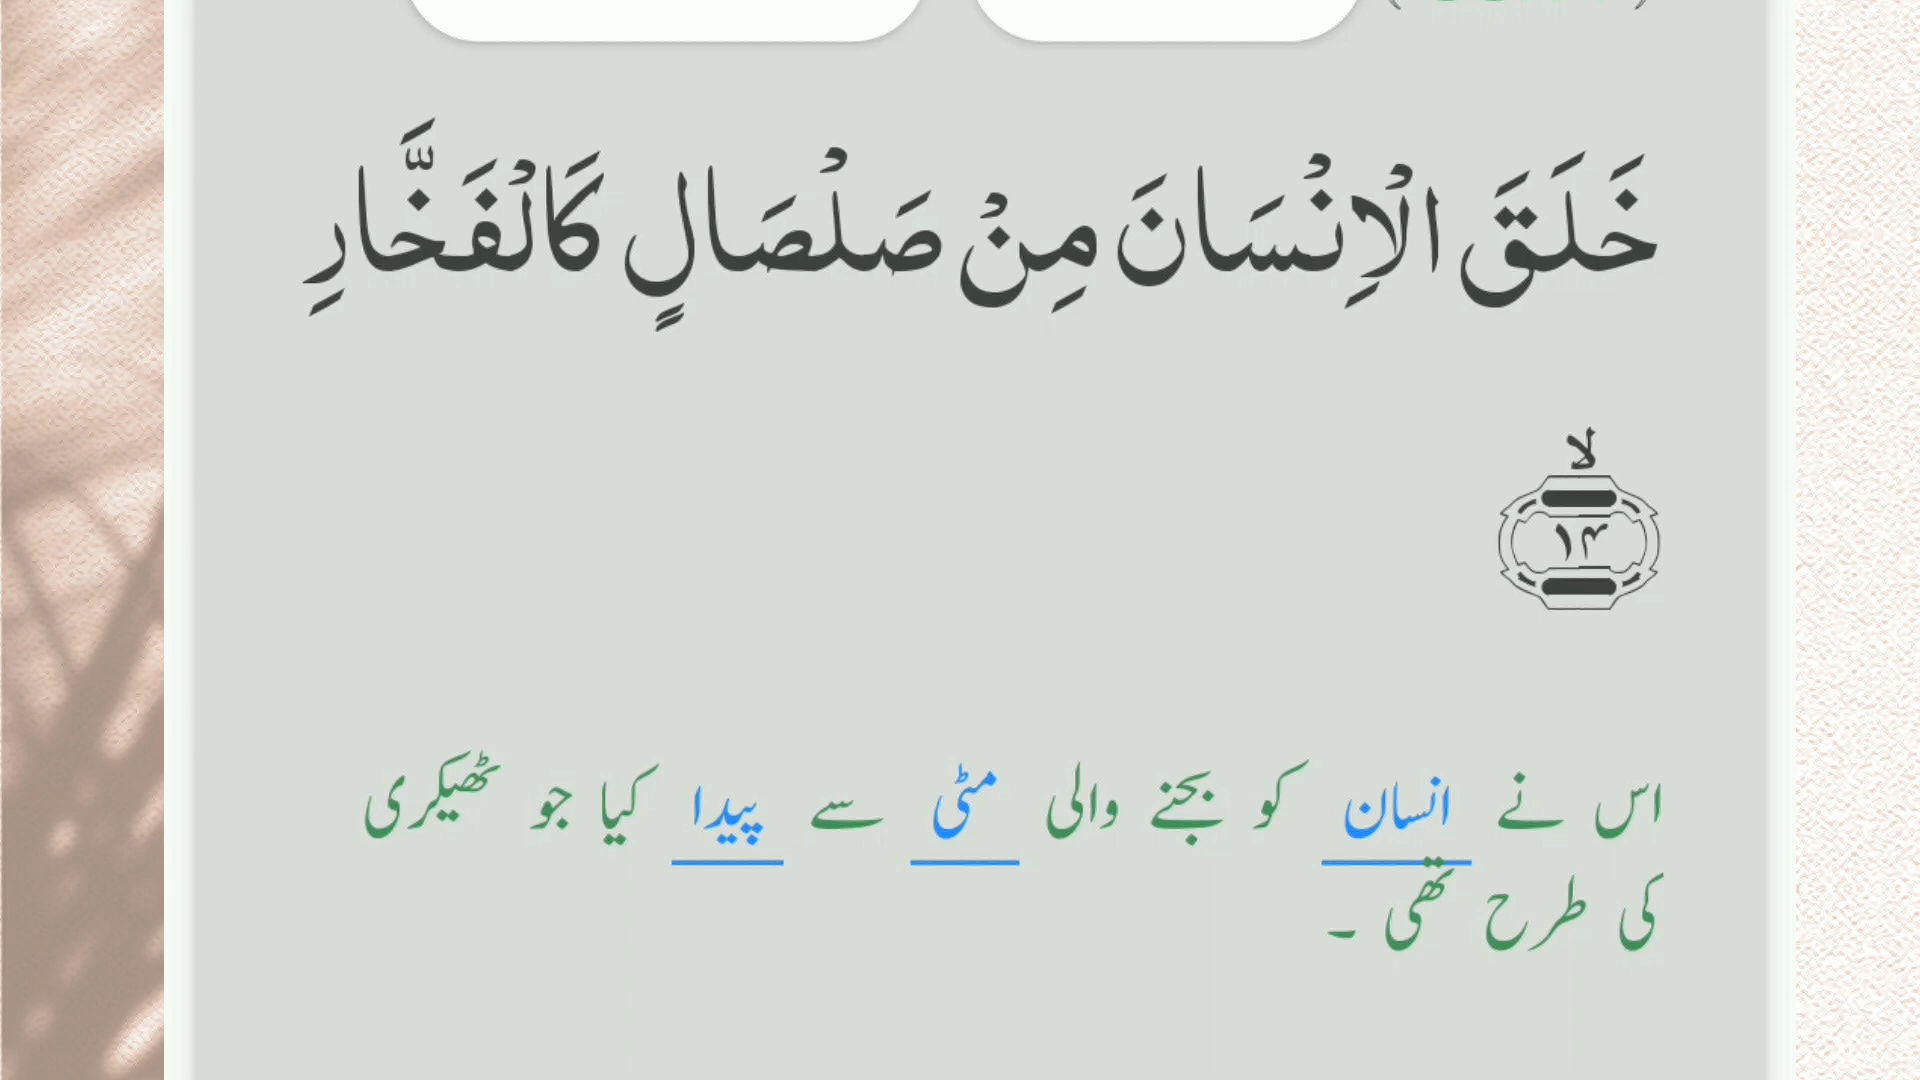 خَلَقَ الْاِنْسَانَ مِنْ صَلْصَالٍ كَالْفَخَّارِ
لا
۱۴
اس نے انسان کو بجنے والی مٹی سے پیدا کیا جو ٹھیکری
کی طرح تھی ۔